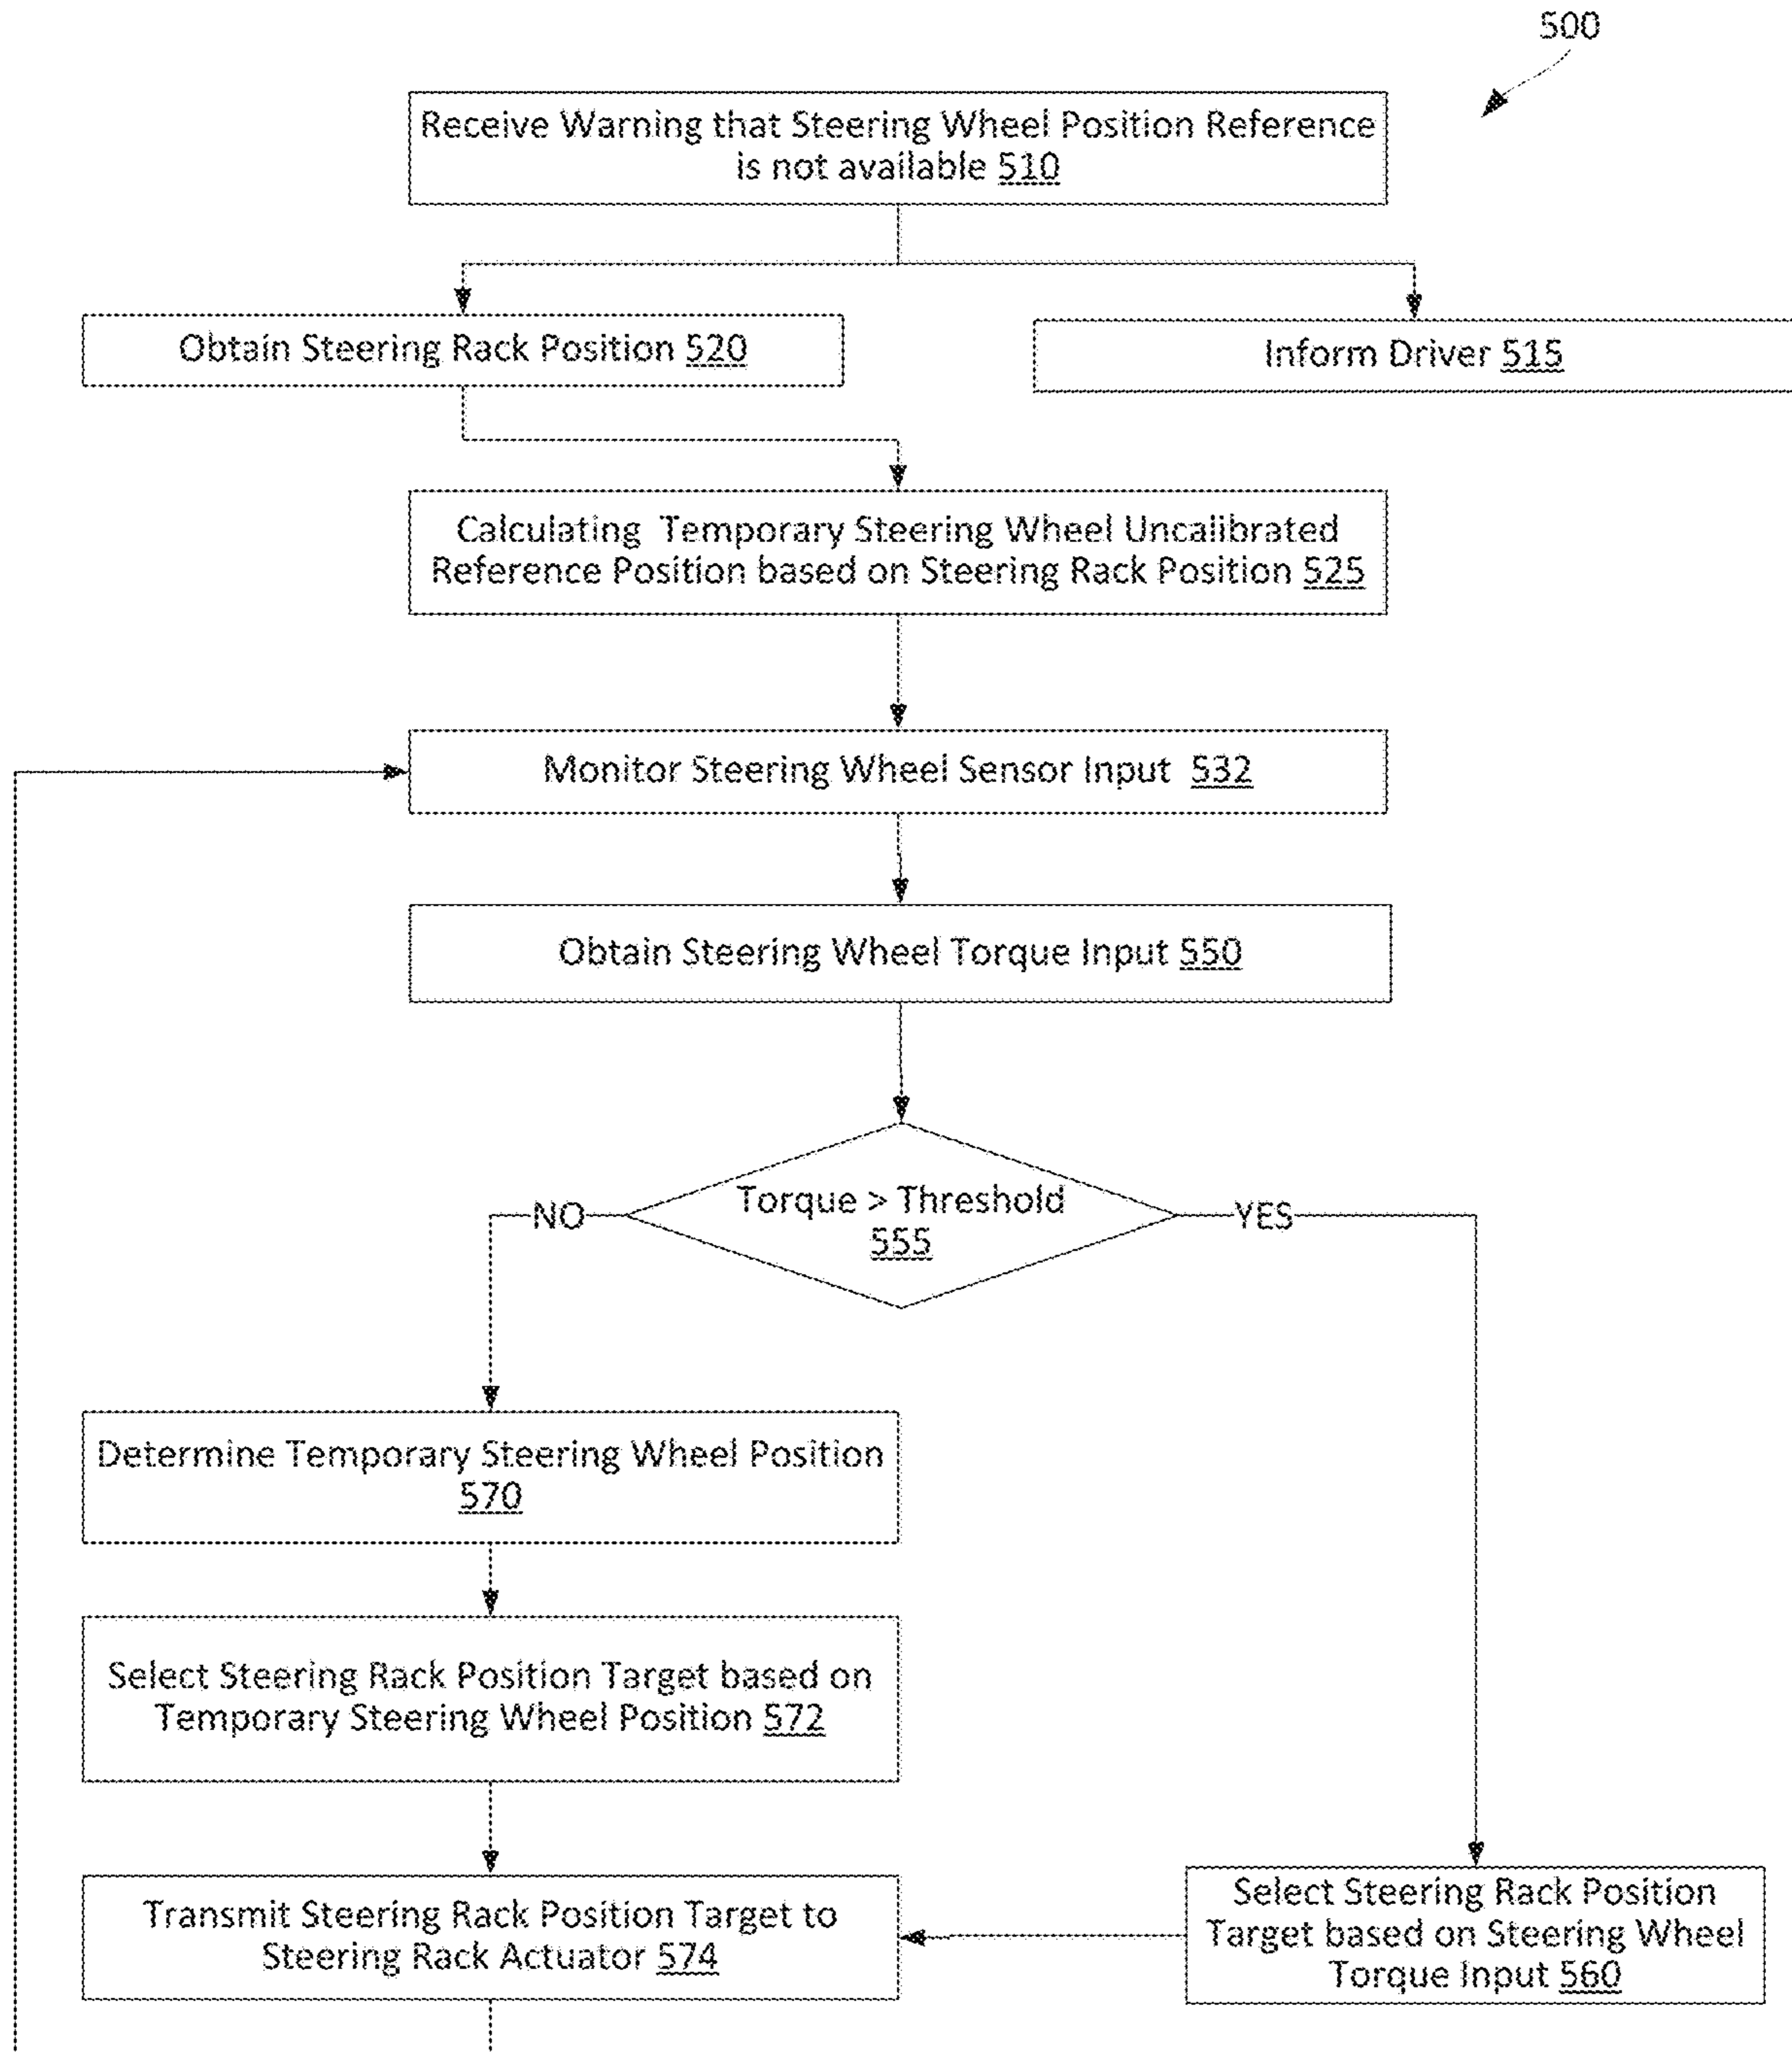 500
Receive Warning that Steering Wheel Position Reference
is not available 510
Obtain Steering Rack Position 520
Inform Driver 515
Calculating Temporary Steering Wheel Uncalibrated
Reference Position based on Steering Rack Position 525
Monitor Steering Wheel Sensor Input 532
Obtain Steering Wheel Torque Input 550
Torque > Threshold
555
NO
YES
Determine Temporary Steering Wheel Position
570
Select Steering Rack Position Target based on
Temporary Steering Wheel Position 572
Transmit Steering Rack Position Target to
Steering Rack Actuator 574
Select Steering Rack Position
Target based on Steering Wheel
Torque Input 560